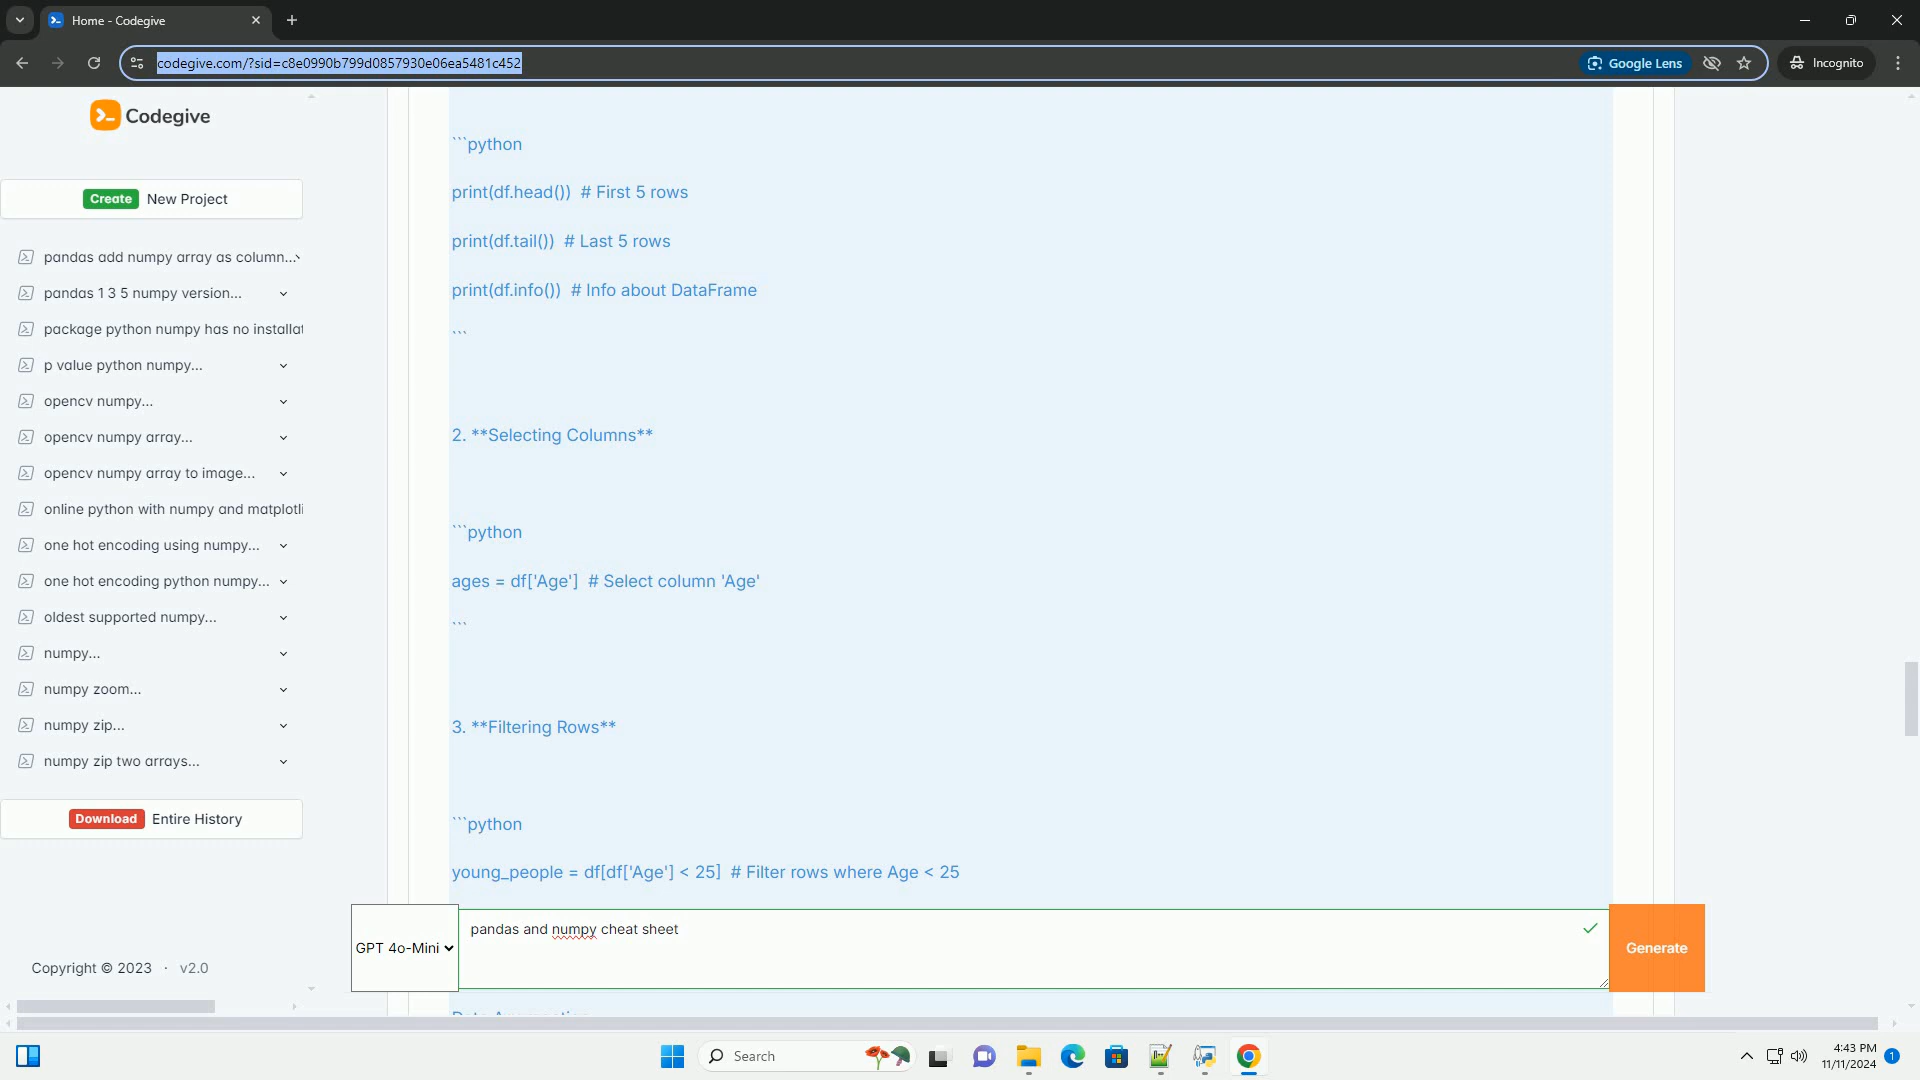 Home - Codegive
codegive.com/?sid=c8e0990b799d0857930e06ea5481c452
Google Lens
Incognito
Codegive
Create New Project
pandas add numpy array as column...
pandas 1 3 5 numpy version...
package python numpy has no installat
p value python numpy...
opencv numpy...
opencv numpy array...
opencv numpy array to image...
online python with numpy and matplotli
one hot encoding using numpy...
one hot encoding python numpy...
oldest supported numpy...
numpy...
numpy zoom...
numpy zip...
numpy zip two arrays...
Download Entire History
Copyright © 2023 · v2.0
```python
print(df.head())  # First 5 rows
print(df.tail())  # Last 5 rows
print(df.info())  # Info about DataFrame
```
2. **Selecting Columns**
```python
ages = df['Age']  # Select column 'Age'
```
3. **Filtering Rows**
```python
young_people = df[df['Age'] < 25]  # Filter rows where Age < 25
GPT 4o-Mini
pandas and numpy cheat sheet
Generate
Search
4:43 PM
11/11/2024
1